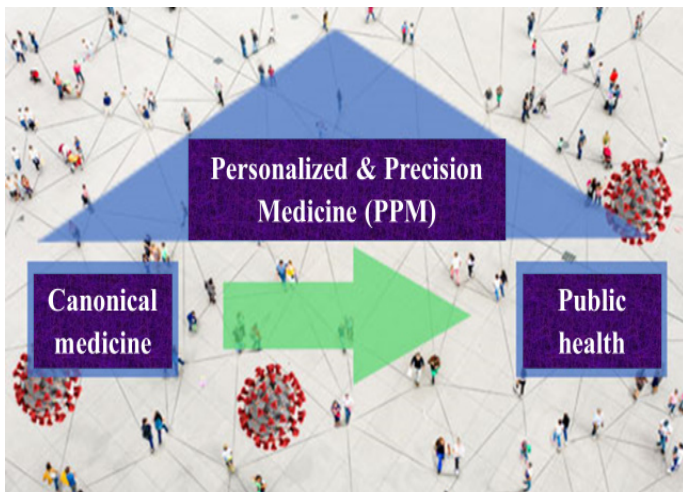 Personalized & Precision
Medicine (PPM)
Canonical
medicine
Public
health